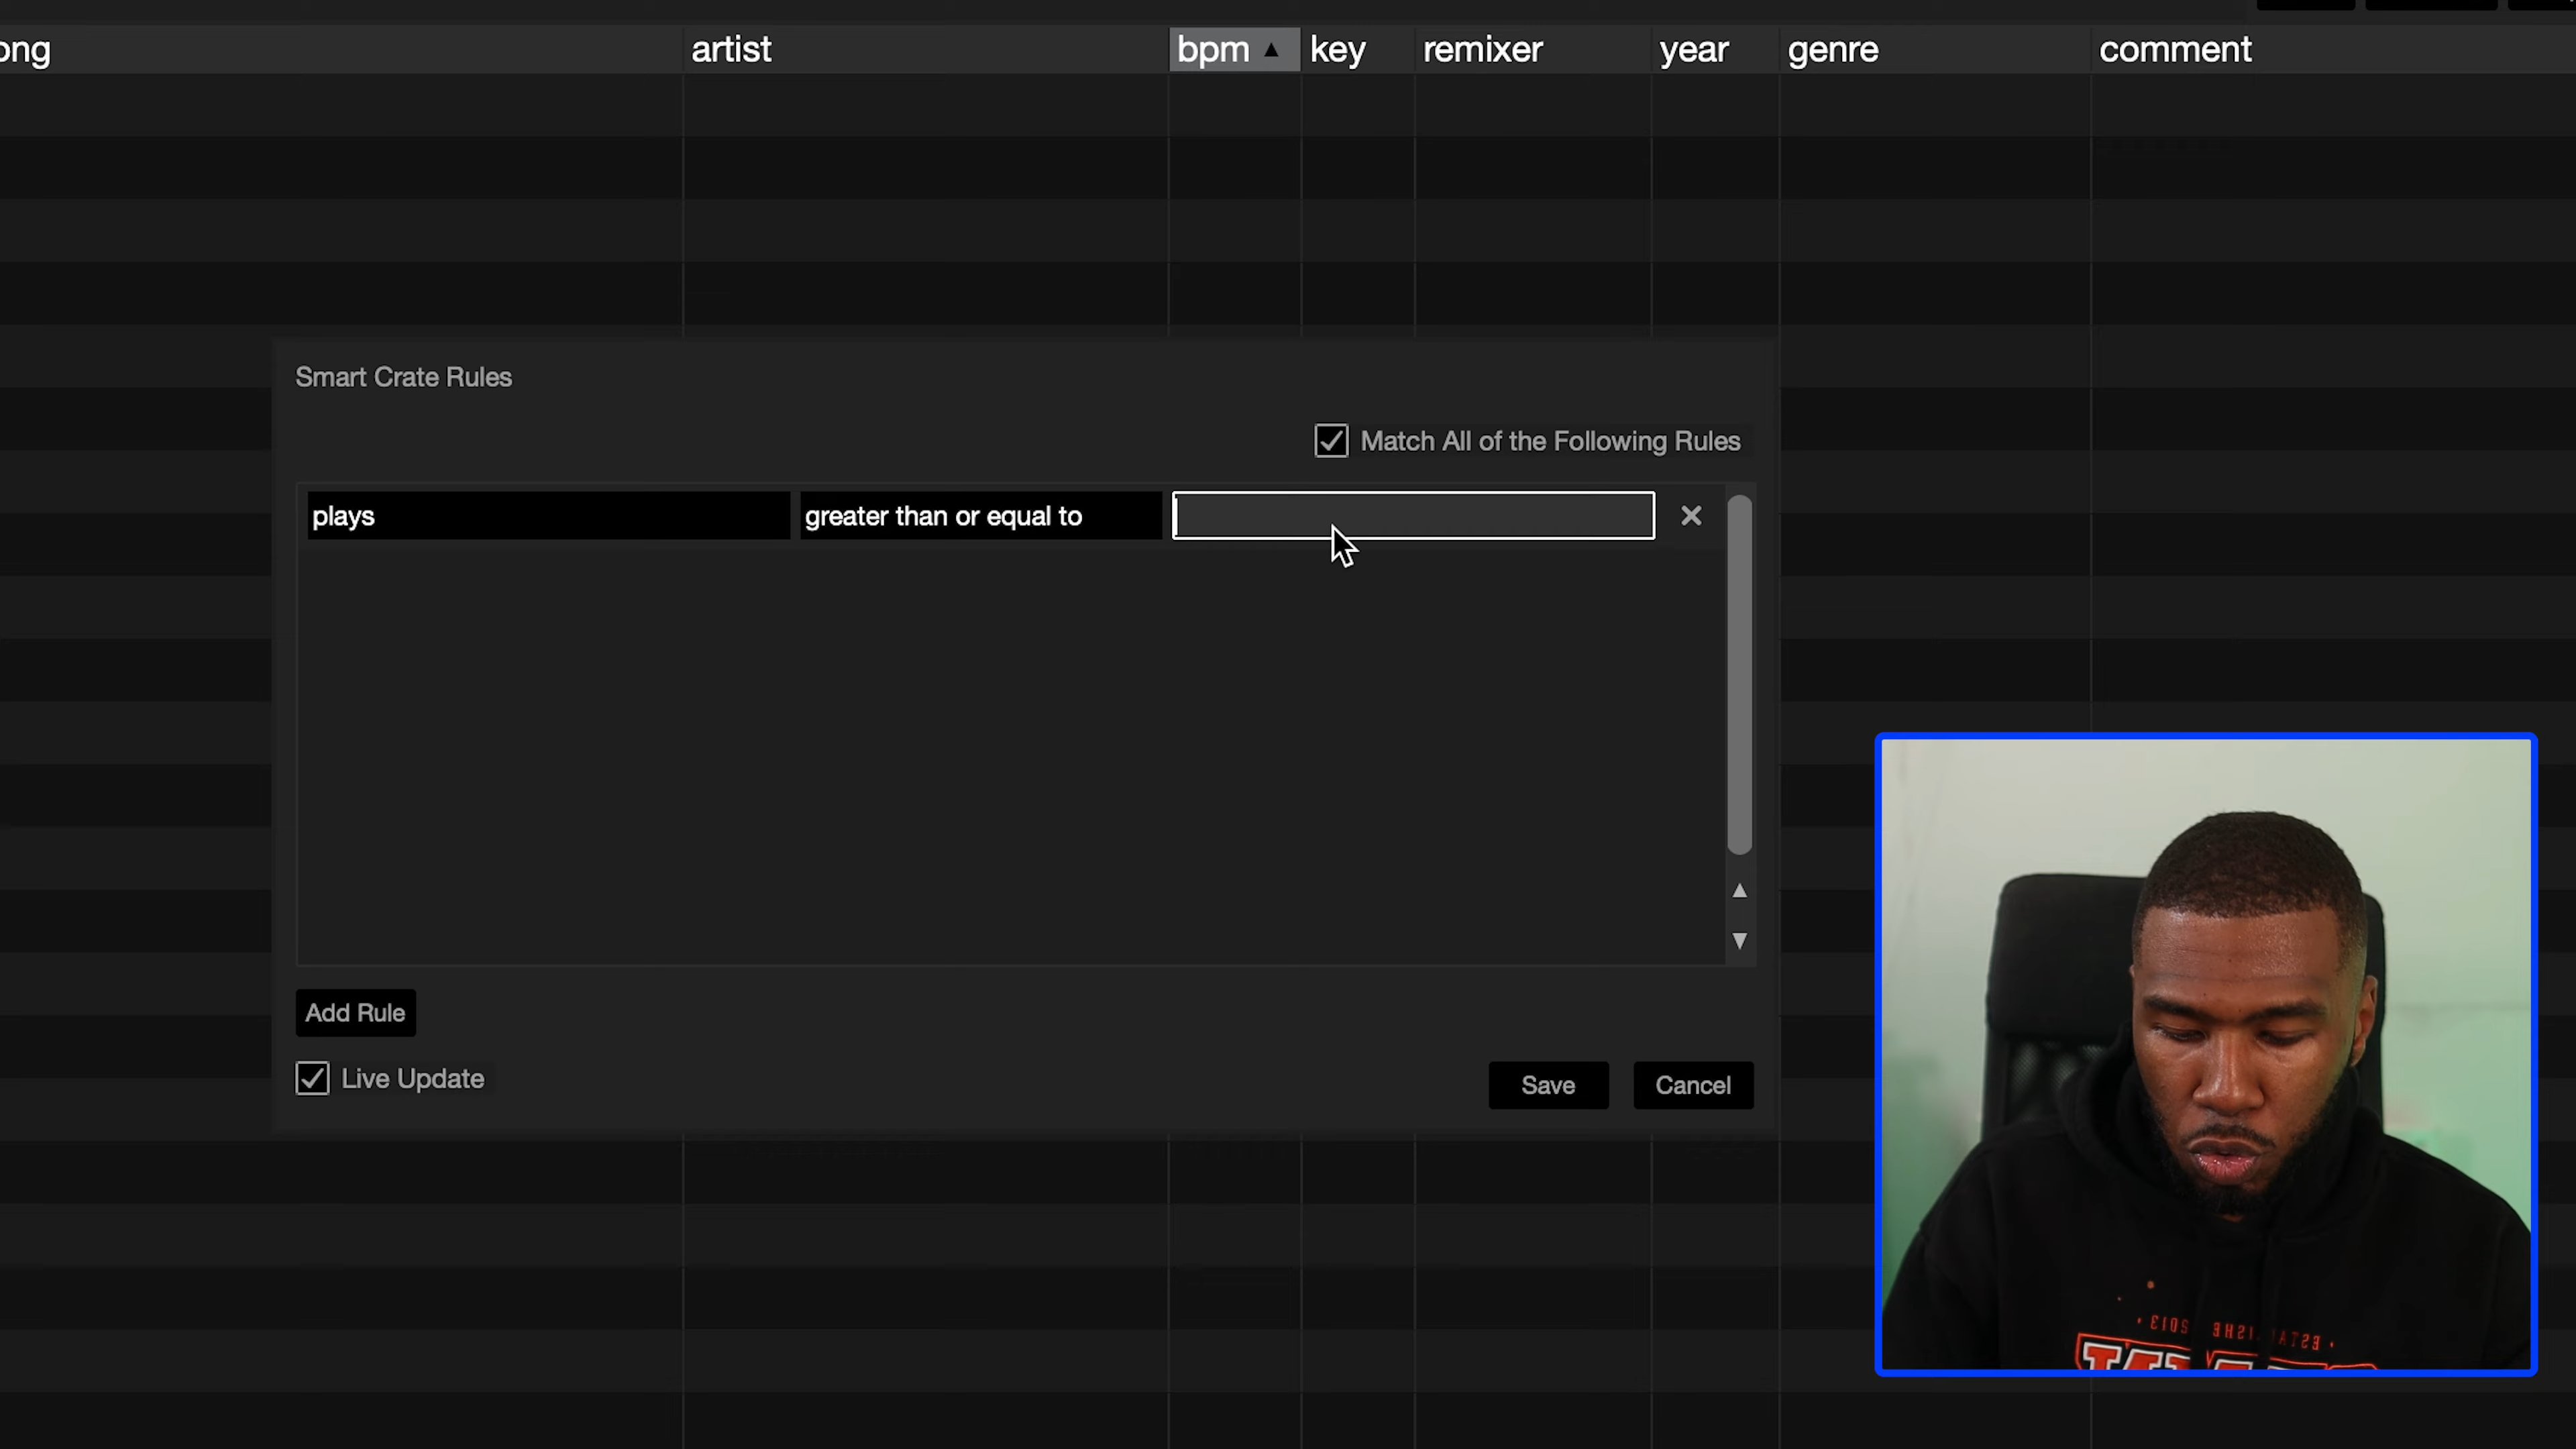 ong artist bpm ▲ key remixer year genre comment
Smart Crate Rules
Match All of the Following Rules
plays greater than or equal to
Add Rule
Live Update
Save Cancel